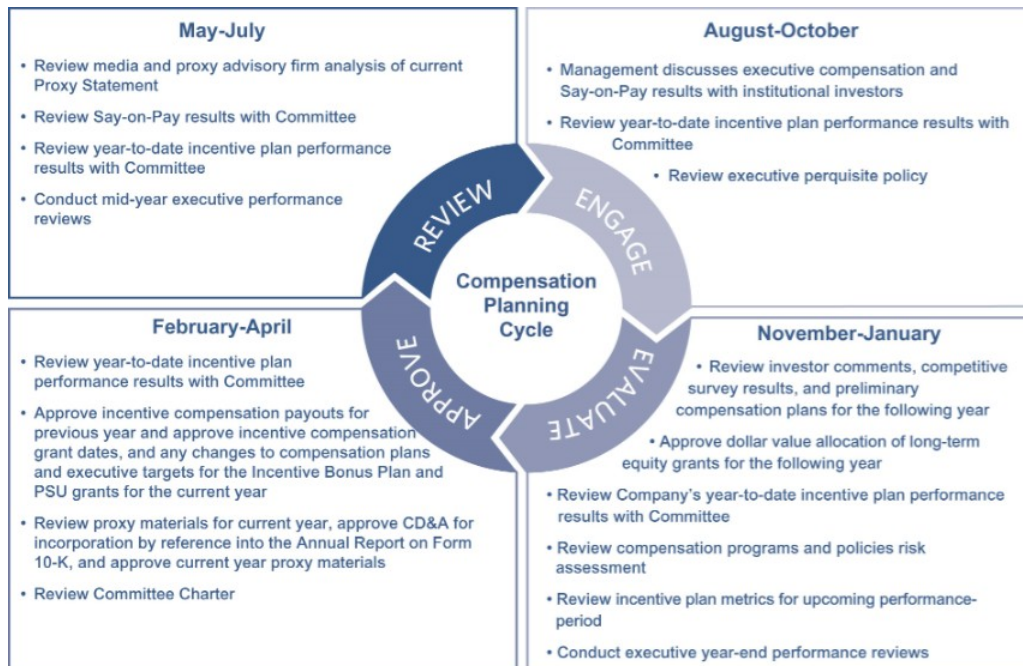 May-July
• Review media and proxy advisory firm analysis of current
Proxy Statement
• Review Say-on-Pay results with Committee
• Review year-to-date incentive plan performance
results with Committee
• Conduct mid-year executive performance
reviews
August-October
• Management discusses executive compensation and
Say-on-Pay results with institutional investors
• Review year-to-date incentive plan performance results with
Committee
• Review executive perquisite policy
REVIEW
ENGAGE
Compensation
Planning
Cycle
APPROVE
EVALUATE
February-April
• Review year-to-date incentive plan
performance results with Committee
• Approve incentive compensation payouts for
previous year and approve incentive compensation
grant dates, and any changes to compensation plans
and executive targets for the Incentive Bonus Plan and
PSU grants for the current year
• Review proxy materials for current year, approve CD&A for
incorporation by reference into the Annual Report on Form
10-K, and approve current year proxy materials
• Review Committee Charter
November-January
• Review investor comments, competitive
survey results, and preliminary
compensation plans for the following year
• Approve dollar value allocation of long-term
equity grants for the following year
• Review Company's year-to-date incentive plan performance
results with Committee
• Review compensation programs and policies risk
assessment
• Review incentive plan metrics for upcoming performance-
period
• Conduct executive year-end performance reviews